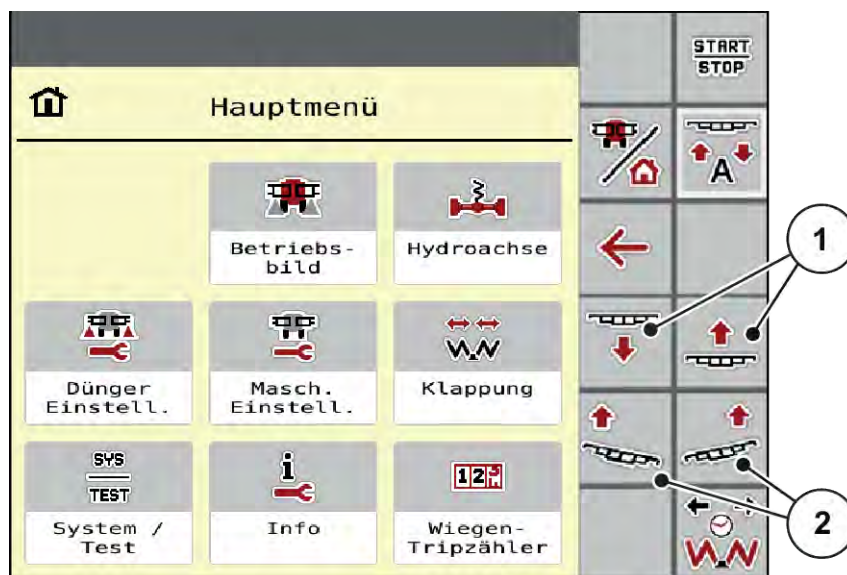 START
STOP
Hauptmenü
A
Betriebs-
bild
Hydroachse
1
Dünger
Einstell.
Masch.
Einstell.
Klappung
SYS
TEST
i
123
System /
Test
Info
Wiegen-
Tripzähler
2